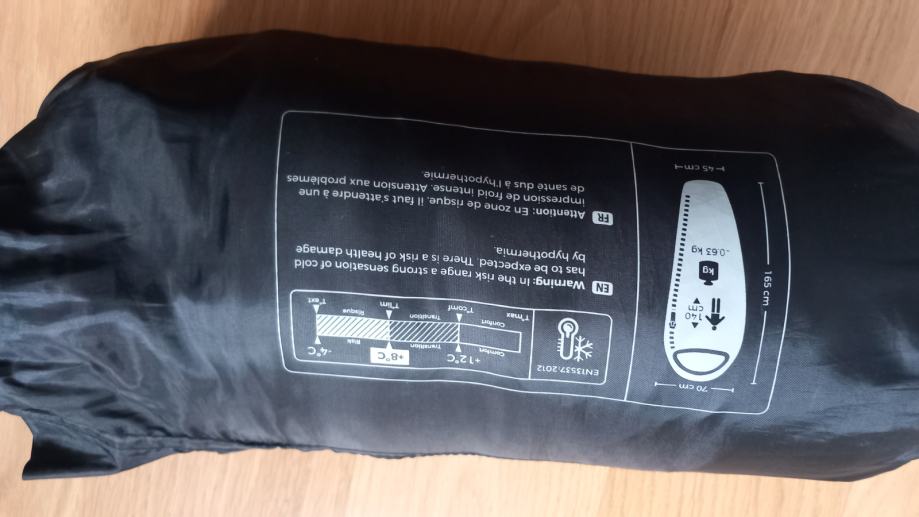 EN13537:2012
+12°C
+8°C
-4°C
Comfort
Transition
Risk
Comfort
Transition
Risque
T°max
T°comf
T°lim
T°ext
EN Warning: In the risk range a strong sensation of cold
has to be expected. There is a risk of health damage
by hypothermia.
FR Attention: En zone de risque, il faut s'attendre à une
impression de froid intense. Attention aux problèmes
de santé dus à l'hypothermie.
70 cm
140
cm
kg
~0.63 kg
165 cm
45 cm